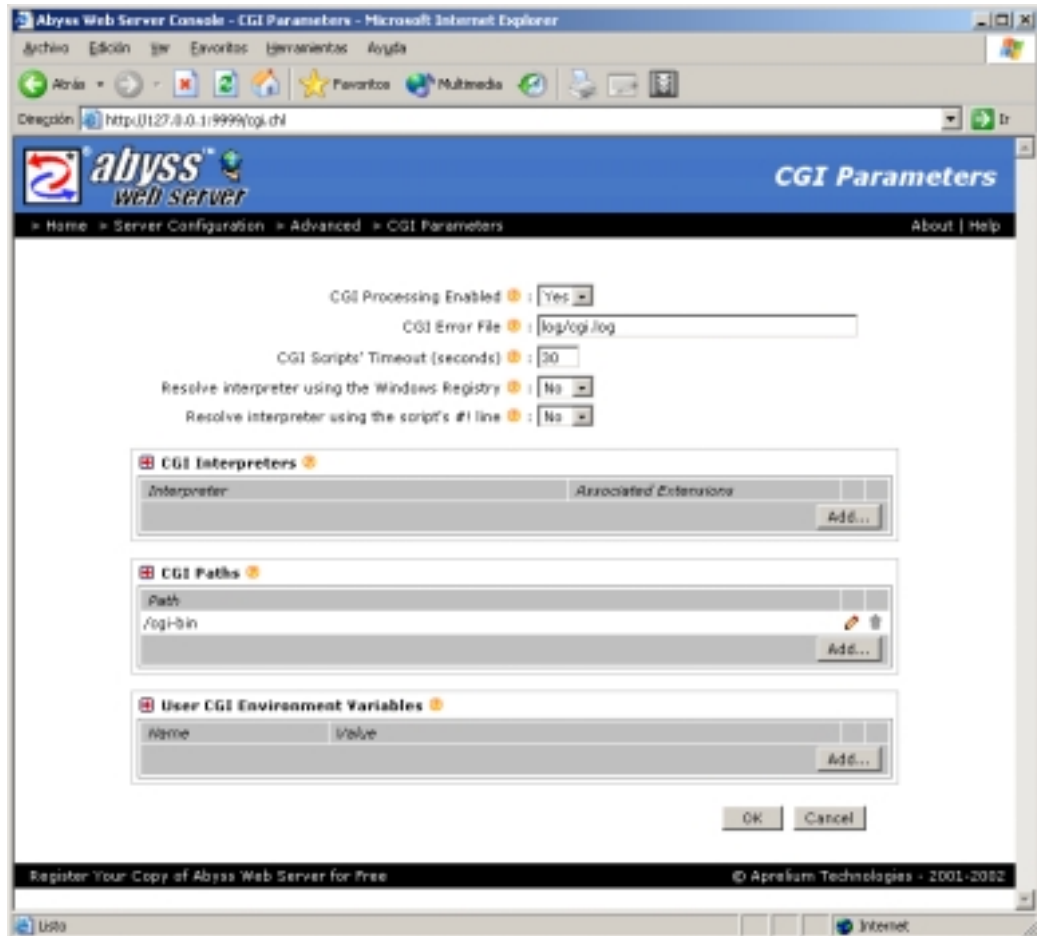 Abyss Web Server Console - CGI Parameters - Microsoft Internet Explorer
Archivo Edición Ver Favoritos Herramientas Ayuda
Atrás Favoritos Multimedia
Dirección http://127.0.0.1:9999/cgi.chl Ir
abyss™ web server
CGI Parameters
» Home » Server Configuration » Advanced » CGI Parameters About | Help
CGI Processing Enabled : Yes
CGI Error File : log/cgi.log
CGI Scripts' Timeout (seconds) : 30
Resolve interpreter using the Windows Registry : No
Resolve interpreter using the script's #! line : No
CGI Interpreters
Interpreter Associated Extensions
Add...
CGI Paths
Path
/cgi-bin
Add...
User CGI Environment Variables
Name Value
Add...
OK Cancel
Register Your Copy of Abyss Web Server for Free © Aprelium Technologies - 2001-2002
Listo Internet